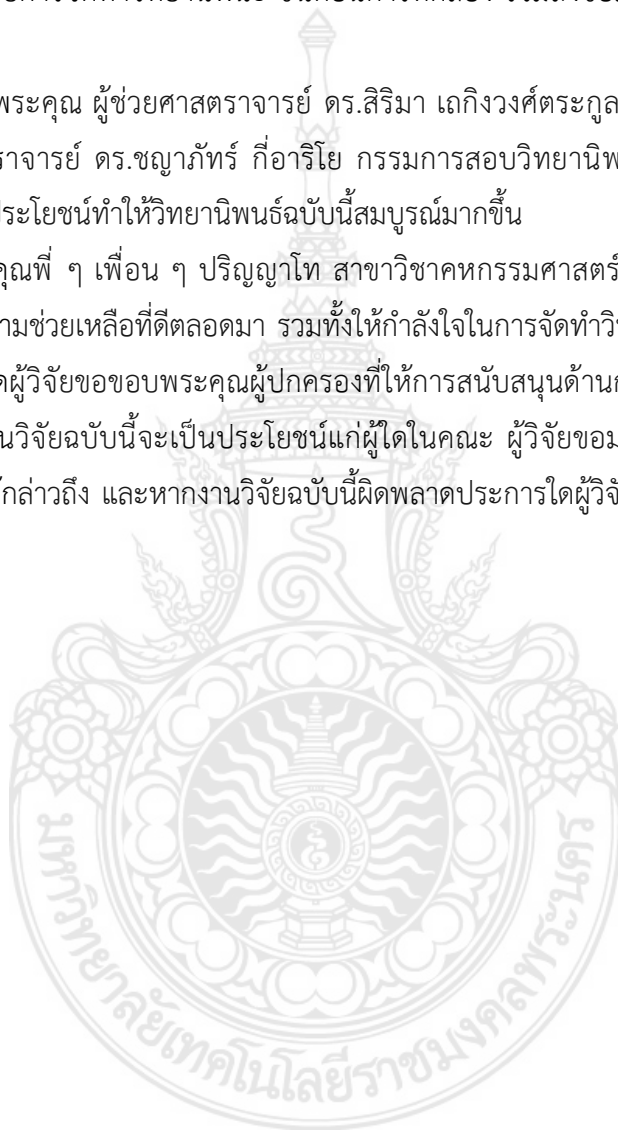 พระคุณ ผู้ช่วยศาสตราจารย์ ดร.สิริมา เถกิงวงศ์ตระกูล
ราจารย์ ดร.ชญาภัทร์ กี่อาริโย กรรมการสอบวิทยานิพ
ประโยชน์ทำให้วิทยานิพนธ์ฉบับนี้สมบูรณ์มากขึ้น
คุณพี่ ๆ เพื่อน ๆ ปริญญาโท สาขาวิชาคหกรรมศาสตร์
ามช่วยเหลือที่ดีตลอดมา รวมทั้งให้กำลังใจในการจัดทำวิ
ดผู้วิจัยขอขอบพระคุณผู้ปกครองที่ให้การสนับสนุนด้านก
นวิจัยฉบับนี้จะเป็นประโยชน์แก่ผู้ใดในคณะ ผู้วิจัยขอม
กล่าวถึง และหากงานวิจัยฉบับนี้ผิดพลาดประการใดผู้วิจั
มหาวิทยาลัยเทคโนโลยีราชมงคลพระนคร